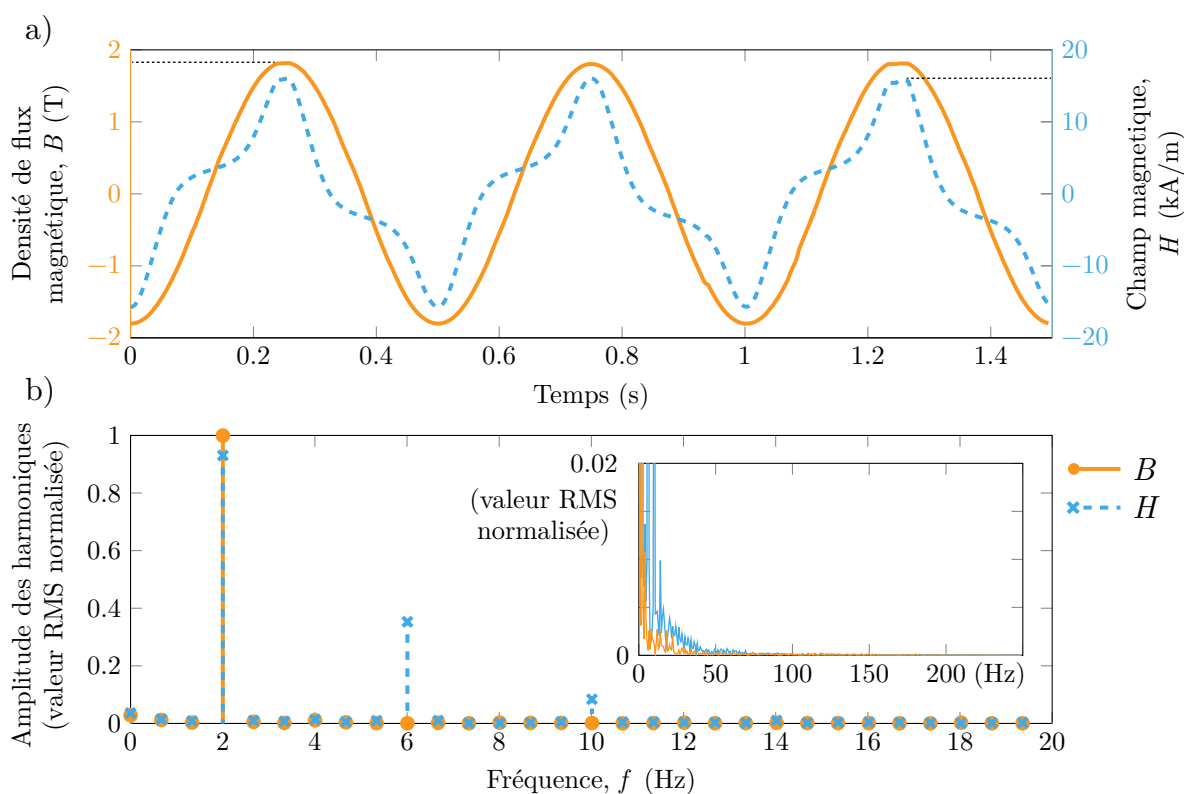 a)
2
1
0
−1
−2
Densité de flux
magnétique, B (T)
20
10
0
−10
−20
Champ magnetique,
H (kA/m)
0 0.2 0.4 0.6 0.8 1 1.2 1.4
Temps (s)
b)
1
0.8
0.6
0.4
0.2
0
Amplitude des harmoniques
(valeur RMS normalisée)
0.02
(valeur RMS
normalisée)
0
0 50 100 150 200 (Hz)
B
H
0 2 4 6 8 10 12 14 16 18 20
Fréquence, f (Hz)